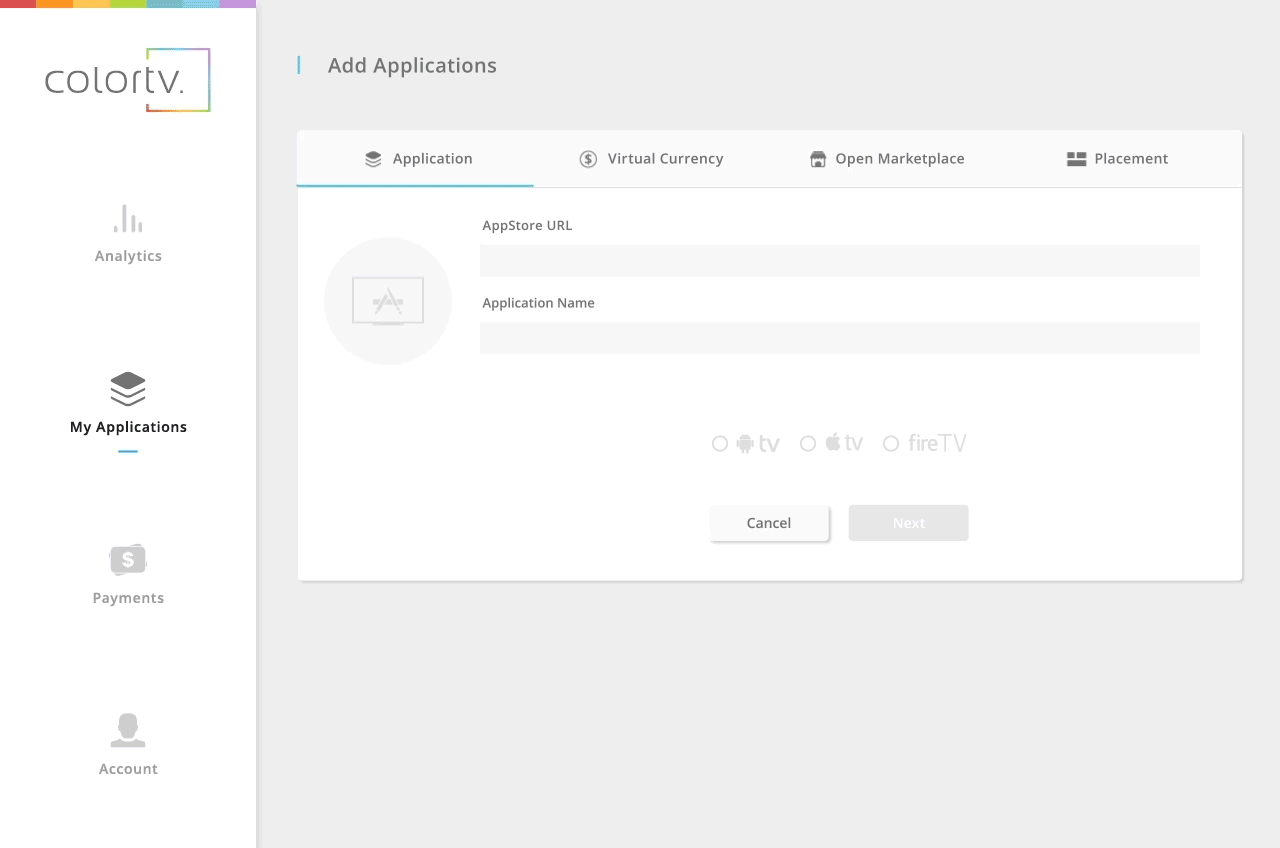 colortv.
Analytics
My Applications
Payments
Account
Add Applications
Application Virtual Currency Open Marketplace Placement
AppStore URL
Application Name
tv tv fireTV
Cancel Next